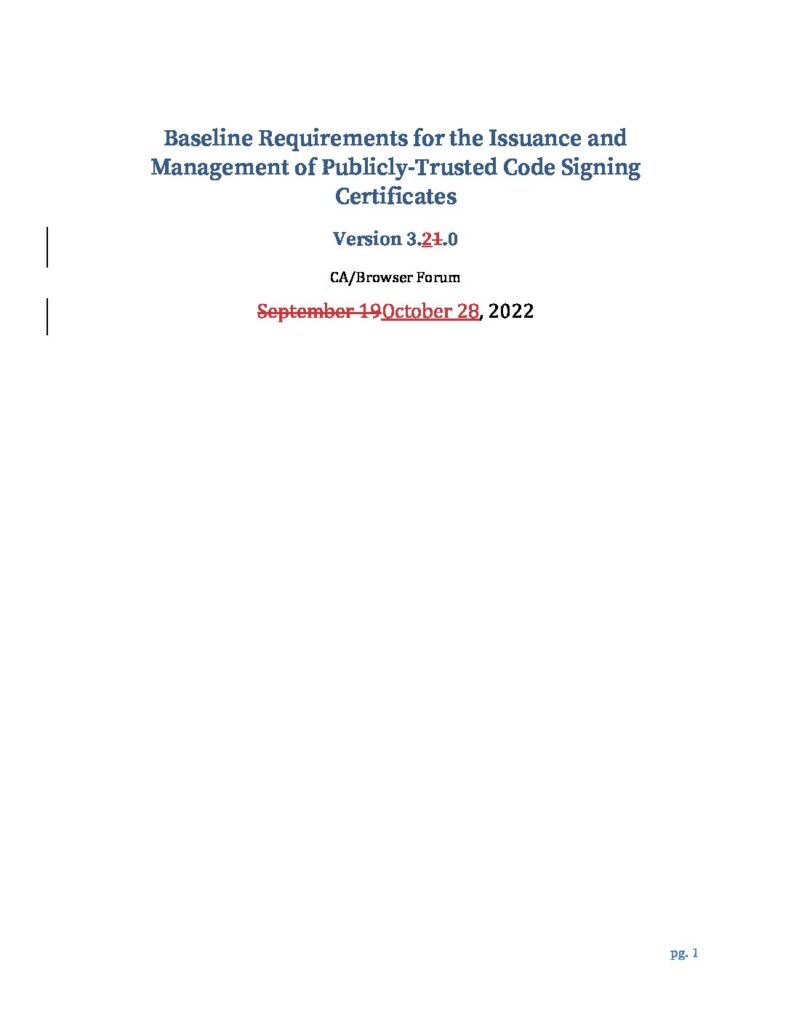 Baseline Requirements for the Issuance and
Management of Publicly-Trusted Code Signing
Certificates
Version 3.21.0
CA/Browser Forum
September 19October 28, 2022
pg. 1